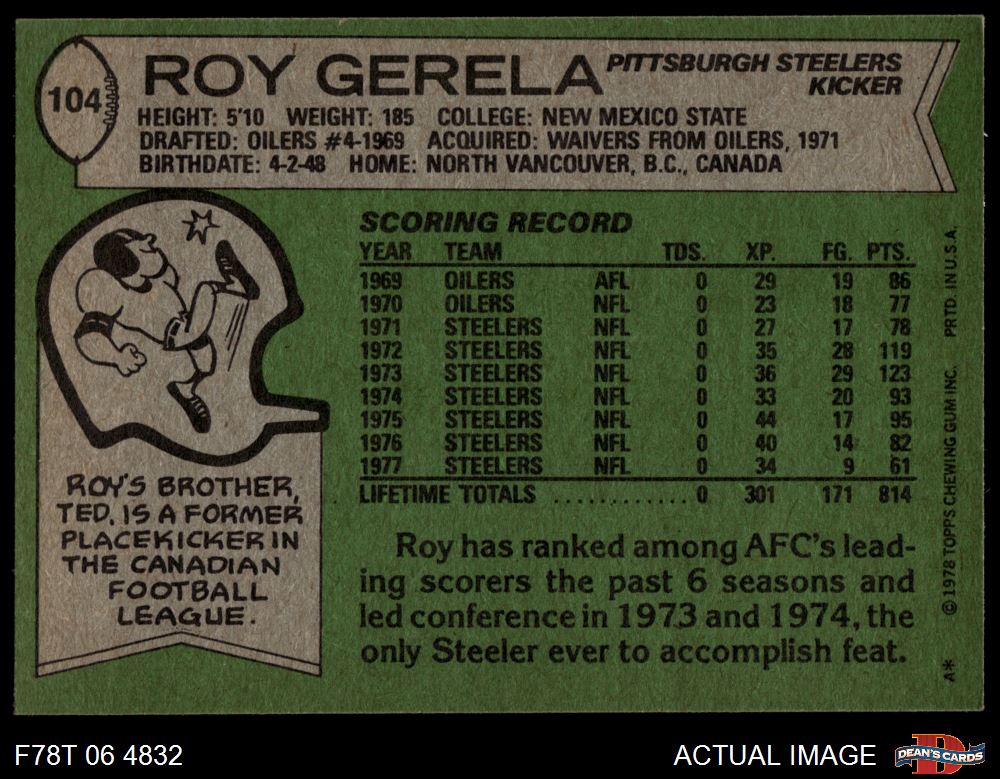 104
ROY GERELA
PITTSBURGH STEELERS
KICKER
HEIGHT: 5'10 WEIGHT: 185 COLLEGE: NEW MEXICO STATE
DRAFTED: OILERS #4-1969 ACQUIRED: WAIVERS FROM OILERS, 1971
BIRTHDATE: 4-2-48 HOME: NORTH VANCOUVER, B.C., CANADA
SCORING RECORD
YEAR TEAM TDS. XP. FG. PTS.
1969 OILERS AFL 0 29 19 86
1970 OILERS NFL 0 23 18 77
1971 STEELERS NFL 0 27 17 78
1972 STEELERS NFL 0 35 28 119
1973 STEELERS NFL 0 36 29 123
1974 STEELERS NFL 0 33 20 93
1975 STEELERS NFL 0 44 17 95
1976 STEELERS NFL 0 40 14 82
1977 STEELERS NFL 0 34 9 61
LIFETIME TOTALS ............ 0 301 171 814
ROY'S BROTHER,
TED, IS A FORMER
PLACEKICKER IN
THE CANADIAN
FOOTBALL
LEAGUE.
Roy has ranked among AFC's lead-
ing scorers the past 6 seasons and
led conference in 1973 and 1974, the
only Steeler ever to accomplish feat.
A* © 1978 TOPPS CHEWING GUM INC. PRTD. IN U.S.A.
F78T 06 4832
ACTUAL IMAGE
DEAN'S CARDS